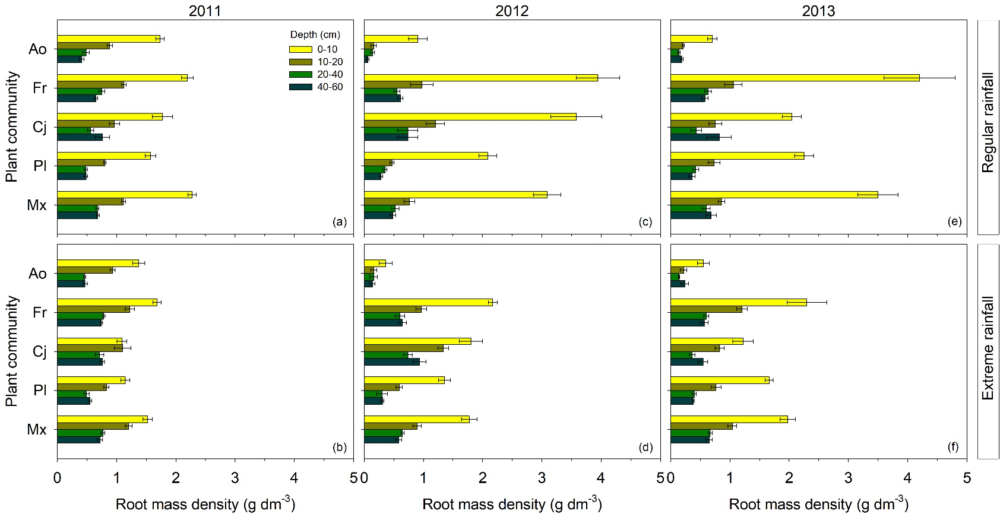 2011
2012
2013
Depth (cm)
0-10
10-20
20-40
40-60
Plant community
Ao
Fr
Cj
Pl
Mx
(a)
(c)
(e)
Regular rainfall
Plant community
Ao
Fr
Cj
Pl
Mx
(b)
(d)
(f)
Extreme rainfall
0 1 2 3 4 5
0 1 2 3 4 5
0 1 2 3 4 5
Root mass density (g dm⁻³)
Root mass density (g dm⁻³)
Root mass density (g dm⁻³)